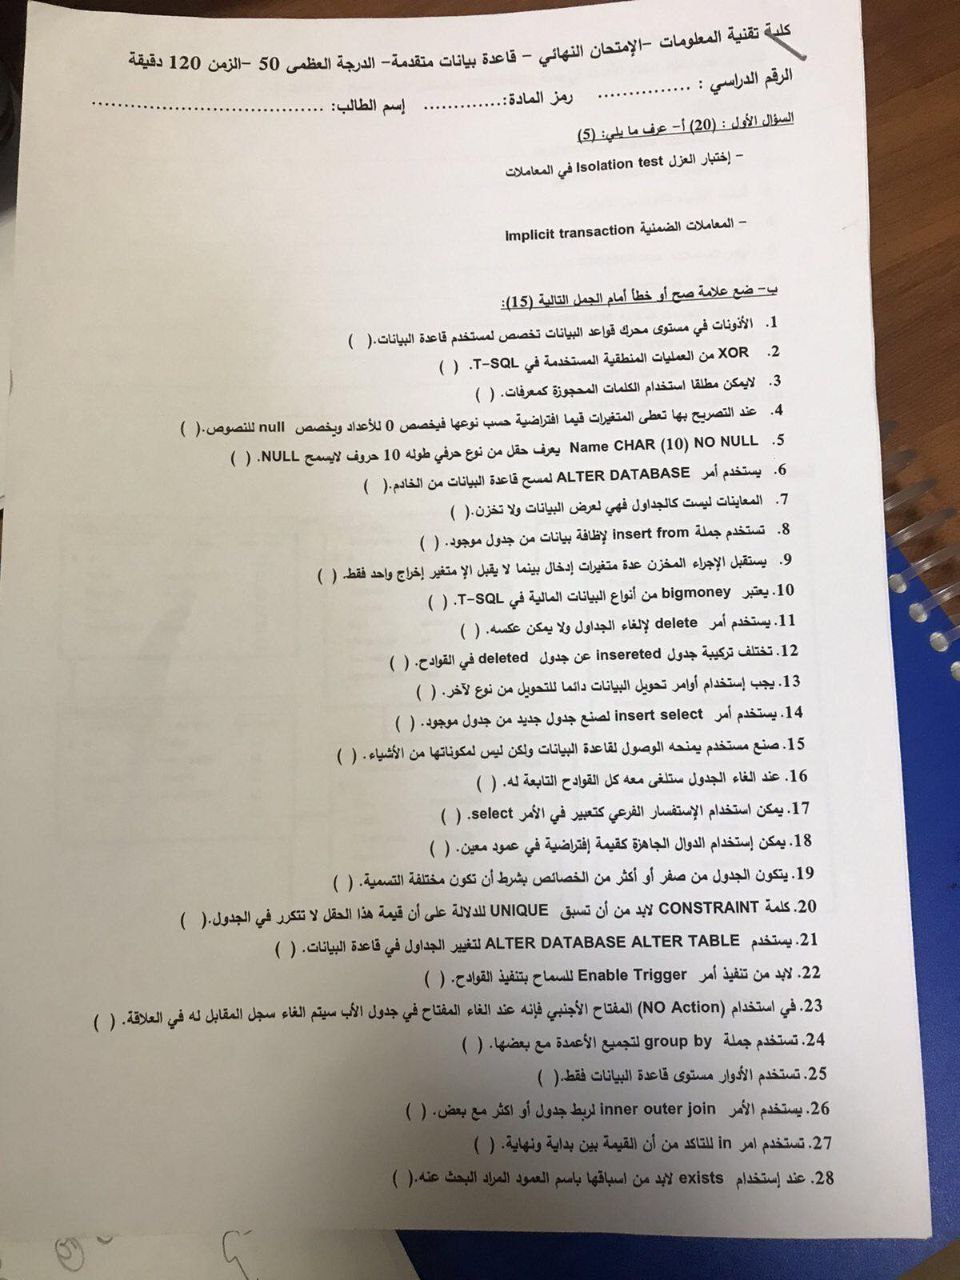 كلية تقنية المعلومات -الإمتحان النهائي - قاعدة بيانات متقدمة- الدرجة العظمى 50 -الزمن 120 دقيقة
الرقم الدراسي : ............... رمز المادة:............. إسم الطالب: ...................................
السؤال الأول : (20) أ- عرف ما يلي: (5)
- إختبار العزل Isolation test في المعاملات
- المعاملات الضمنية Implicit transaction
ب- ضع علامة صح أو خطأ أمام الجمل التالية (15):
1. الأذونات في مستوى محرك قواعد البيانات تخصص لمستخدم قاعدة البيانات.( )
2. XOR من العمليات المنطقية المستخدمة في T-SQL. ( )
3. لايمكن مطلقا استخدام الكلمات المحجوزة كمعرفات. ( )
4. عند التصريح بها تعطى المتغيرات قيما افتراضية حسب نوعها فيخصص 0 للأعداد ويخصص null للنصوص.( )
5. Name CHAR (10) NO NULL يعرف حقل من نوع حرفي طوله 10 حروف لايسمح NULL. ( )
6. يستخدم أمر ALTER DATABASE لمسح قاعدة البيانات من الخادم.( )
7. المعاينات ليست كالجداول فهي لعرض البيانات ولا تخزن.( )
8. تستخدم جملة insert from لإظافة بيانات من جدول موجود. ( )
9. يستقبل الإجراء المخزن عدة متغيرات إدخال بينما لا يقبل الإ متغير إخراج واحد فقط. ( )
10. يعتبر bigmoney من أنواع البيانات المالية في T-SQL. ( )
11. يستخدم أمر delete لإلغاء الجداول ولا يمكن عكسه. ( )
12. تختلف تركيبة جدول insereted عن جدول deleted في القوادح. ( )
13. يجب إستخدام أوامر تحويل البيانات دائما للتحويل من نوع لآخر. ( )
14. يستخدم أمر insert select لصنع جدول جديد من جدول موجود. ( )
15. صنع مستخدم يمنحه الوصول لقاعدة البيانات ولكن ليس لمكوناتها من الأشياء. ( )
16. عند الغاء الجدول ستلغى معه كل القوادح التابعة له. ( )
17. يمكن استخدام الإستفسار الفرعي كتعبير في الأمر select. ( )
18. يمكن إستخدام الدوال الجاهزة كقيمة إفتراضية في عمود معين. ( )
19. يتكون الجدول من صفر أو أكثر من الخصائص بشرط أن تكون مختلفة التسمية. ( )
20. كلمة CONSTRAINT لابد من أن تسبق UNIQUE للدلالة على أن قيمة هذا الحقل لا تتكرر في الجدول.( )
21. يستخدم ALTER DATABASE ALTER TABLE لتغيير الجداول في قاعدة البيانات. ( )
22. لابد من تنفيذ أمر Enable Trigger للسماح بتنفيذ القوادح. ( )
23. في استخدام (NO Action) المفتاح الأجنبي فإنه عند الغاء المفتاح في جدول الأب سيتم الغاء سجل المقابل له في العلاقة. ( )
24. تستخدم جملة group by لتجميع الأعمدة مع بعضها. ( )
25. تستخدم الأدوار مستوى قاعدة البيانات فقط.( )
26. يستخدم الأمر inner outer join لربط جدول أو اكثر مع بعض. ( )
27. تستخدم امر in للتاكد من أن القيمة بين بداية ونهاية. ( )
28. عند إستخدام exists لابد من اسباقها باسم العمود المراد البحث عنه.( )